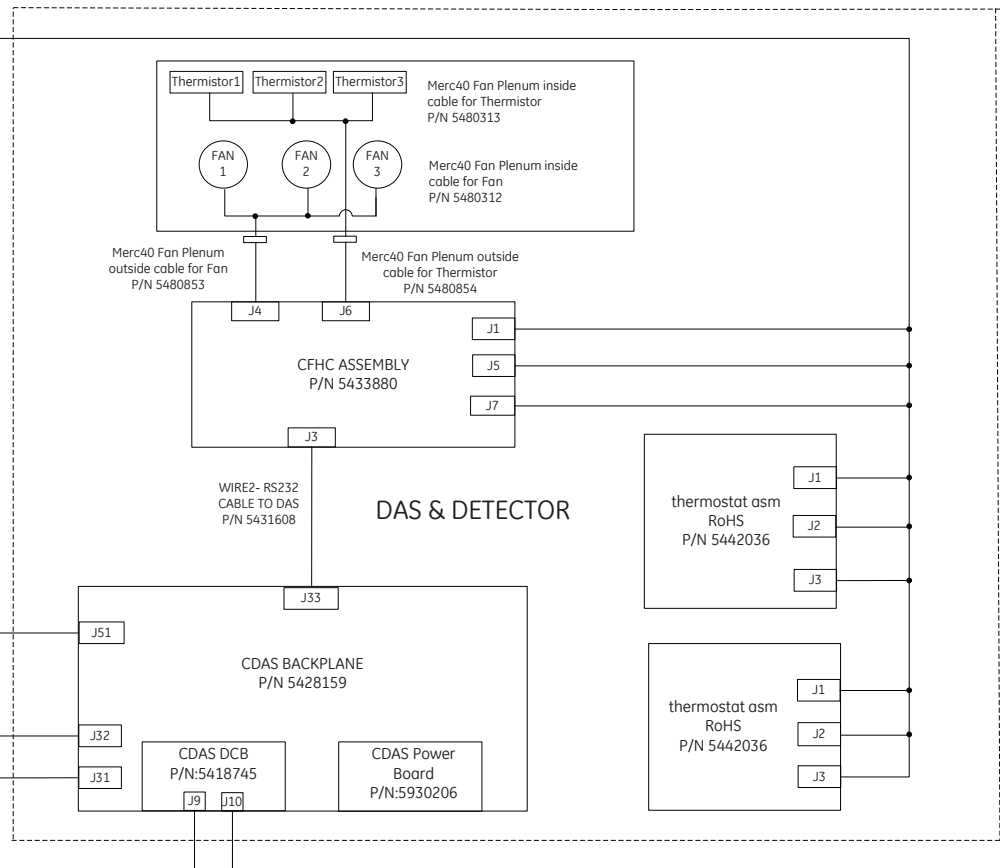 Thermistor1
Thermistor2
Thermistor3
Merc40 Fan Plenum inside
cable for Thermistor
P/N 5480313
FAN
1
FAN
2
FAN
3
Merc40 Fan Plenum inside
cable for Fan
P/N 5480312
Merc40 Fan Plenum
outside cable for Fan
P/N 5480853
Merc40 Fan Plenum outside
cable for Thermistor
P/N 5480854
J4
J6
J1
CFHC ASSEMBLY
P/N 5433880
J5
J7
J3
WIRE2- RS232
CABLE TO DAS
P/N 5431608
DAS & DETECTOR
thermostat asm
RoHS
P/N 5442036
J1
J2
J3
J33
J51
CDAS BACKPLANE
P/N 5428159
J32
J31
CDAS DCB
P/N:5418745
J9
J10
CDAS Power
Board
P/N:5930206
thermostat asm
RoHS
P/N 5442036
J1
J2
J3